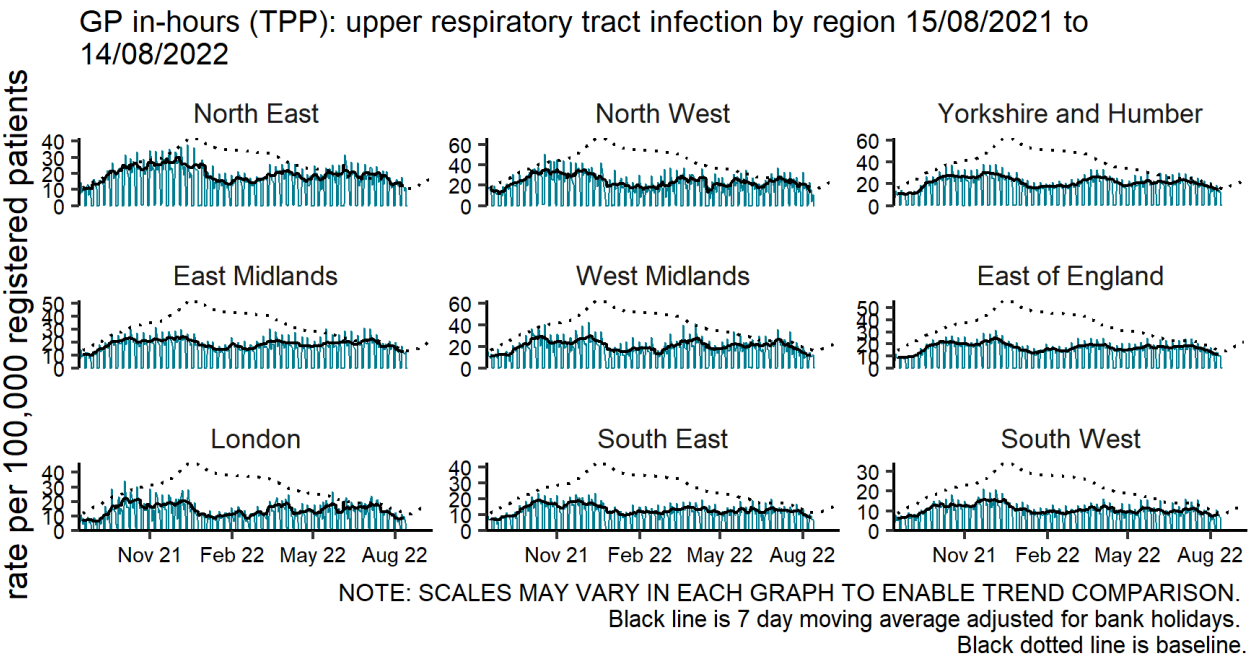 GP in-hours (TPP): upper respiratory tract infection by region 15/08/2021 to
14/08/2022
rate per 100,000 registered patients
North East
40
30
20
10
0
North West
60
40
20
0
Yorkshire and Humber
60
40
20
0
East Midlands
50
40
30
20
10
0
West Midlands
60
40
20
0
East of England
50
40
30
20
10
0
London
40
30
20
10
0
South East
40
30
20
10
0
South West
30
20
10
0
Nov 21 Feb 22 May 22 Aug 22
Nov 21 Feb 22 May 22 Aug 22
Nov 21 Feb 22 May 22 Aug 22
NOTE: SCALES MAY VARY IN EACH GRAPH TO ENABLE TREND COMPARISON.
Black line is 7 day moving average adjusted for bank holidays.
Black dotted line is baseline.